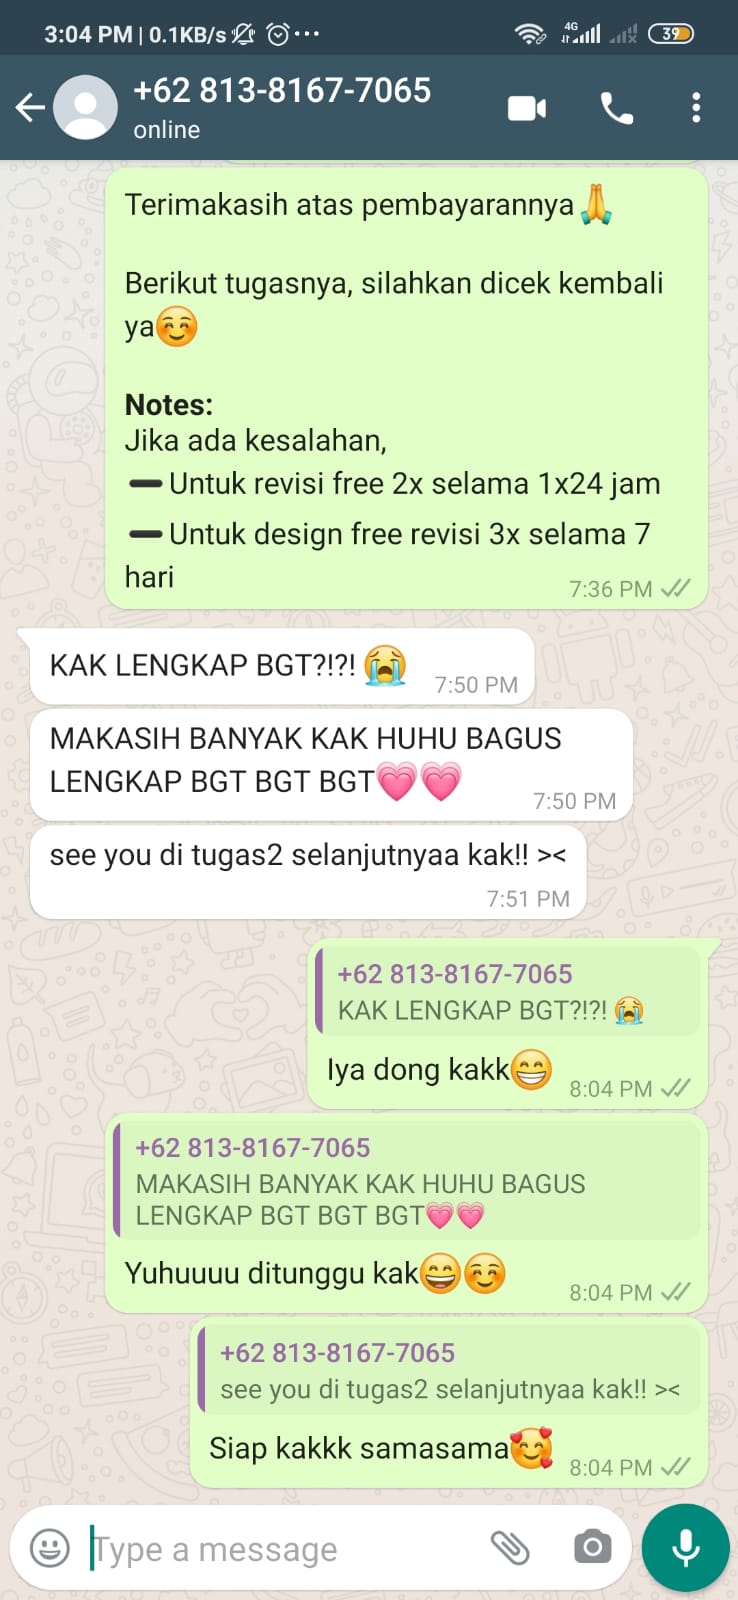 3:04 PM | 0.1KB/s
4G
39
+62 813-8167-7065
online
Terimakasih atas pembayarannya🙏
Berikut tugasnya, silahkan dicek kembali
ya☺️
Notes:
Jika ada kesalahan,
➖Untuk revisi free 2x selama 1x24 jam
➖Untuk design free revisi 3x selama 7
hari
7:36 PM
KAK LENGKAP BGT?!?! 😭
7:50 PM
MAKASIH BANYAK KAK HUHU BAGUS
LENGKAP BGT BGT BGT💗💗
7:50 PM
see you di tugas2 selanjutnyaa kak!! ><
7:51 PM
+62 813-8167-7065
KAK LENGKAP BGT?!?! 😭
Iya dong kakk😁
8:04 PM
+62 813-8167-7065
MAKASIH BANYAK KAK HUHU BAGUS
LENGKAP BGT BGT BGT💗💗
Yuhuuuu ditunggu kak😄☺️
8:04 PM
+62 813-8167-7065
see you di tugas2 selanjutnyaa kak!! ><
Siap kakkk samasama🥰
8:04 PM
Type a message